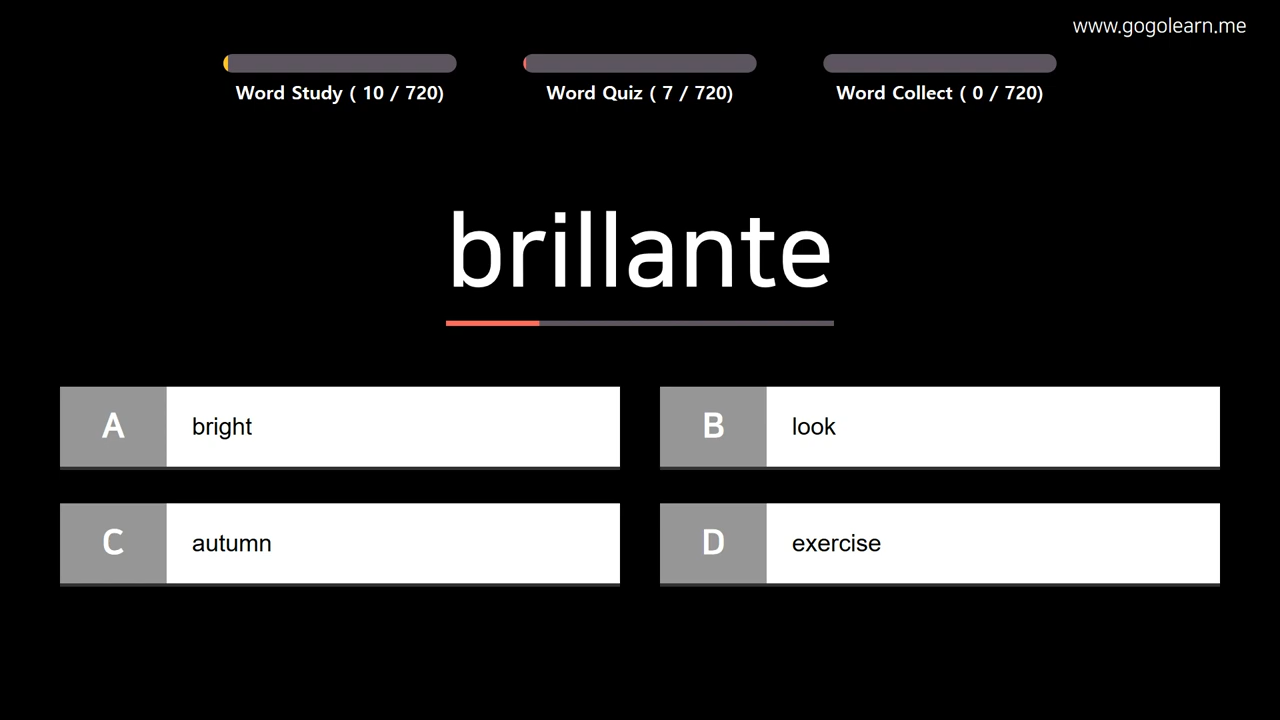 www.gogolearn.me
Word Study ( 10 / 720)
Word Quiz ( 7 / 720)
Word Collect ( 0 / 720)
brillante
A bright
B look
C autumn
D exercise